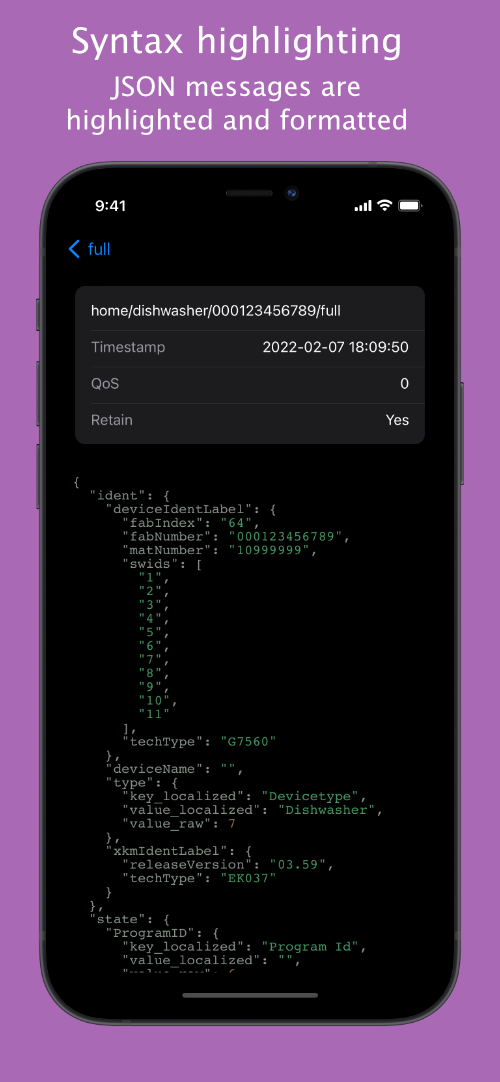 Syntax highlighting
JSON messages are
highlighted and formatted
9:41
full
home/dishwasher/000123456789/full
Timestamp 2022-02-07 18:09:50
QoS 0
Retain Yes
{
  "ident": {
    "deviceIdentLabel": {
      "fabIndex": "64",
      "fabNumber": "000123456789",
      "matNumber": "10999999",
      "swids": [
        "1",
        "2",
        "3",
        "4",
        "5",
        "6",
        "7",
        "8",
        "9",
        "10",
        "11"
      ],
      "techType": "G7560"
    },
    "deviceName": "",
    "type": {
      "key_localized": "Devicetype",
      "value_localized": "Dishwasher",
      "value_raw": 7
    },
    "xkmIdentLabel": {
      "releaseVersion": "03.59",
      "techType": "EK037"
    }
  },
  "state": {
    "ProgramID": {
      "key_localized": "Program Id",
      "value_localized": "",